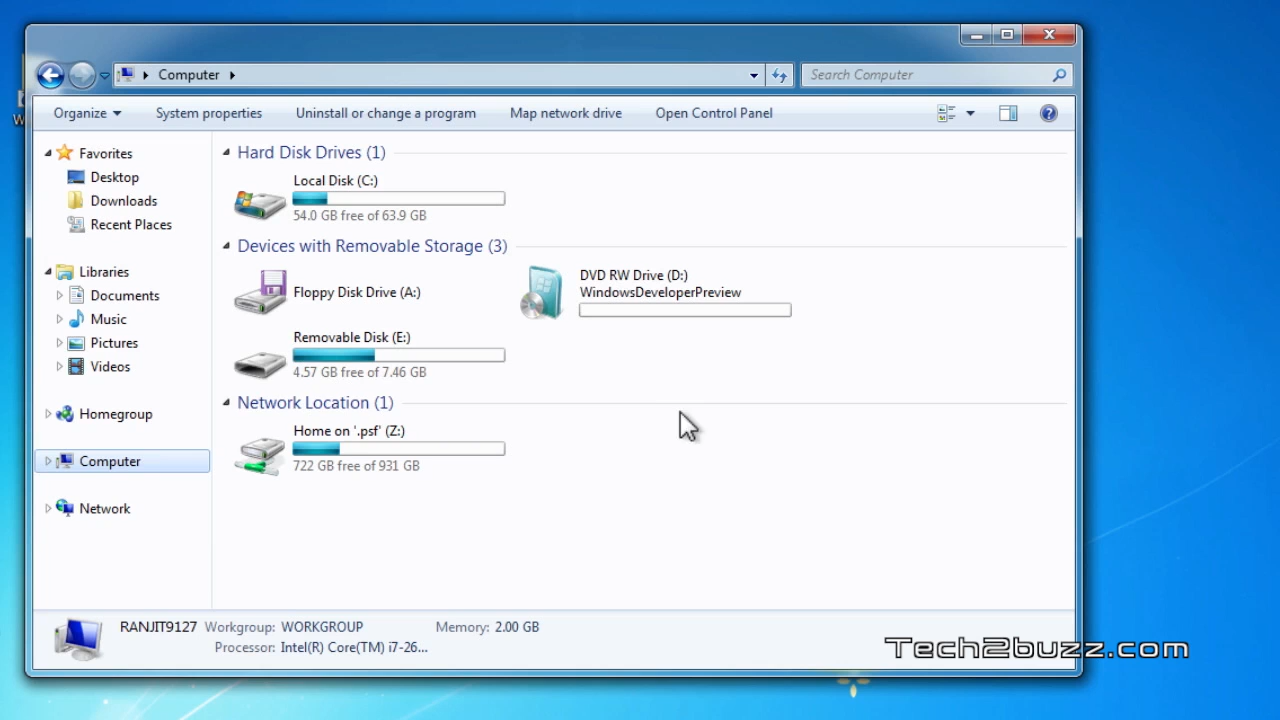 Computer
Search Computer
Organize
System properties
Uninstall or change a program
Map network drive
Open Control Panel
Favorites
Desktop
Downloads
Recent Places
Libraries
Documents
Music
Pictures
Videos
Homegroup
Computer
Network
Hard Disk Drives (1)
Local Disk (C:)
54.0 GB free of 63.9 GB
Devices with Removable Storage (3)
Floppy Disk Drive (A:)
DVD RW Drive (D:)
WindowsDeveloperPreview
Removable Disk (E:)
4.57 GB free of 7.46 GB
Network Location (1)
Home on '.psf' (Z:)
722 GB free of 931 GB
RANJIT9127 Workgroup: WORKGROUP Memory: 2.00 GB
Processor: Intel(R) Core(TM) i7-26...
Tech2buzz.com